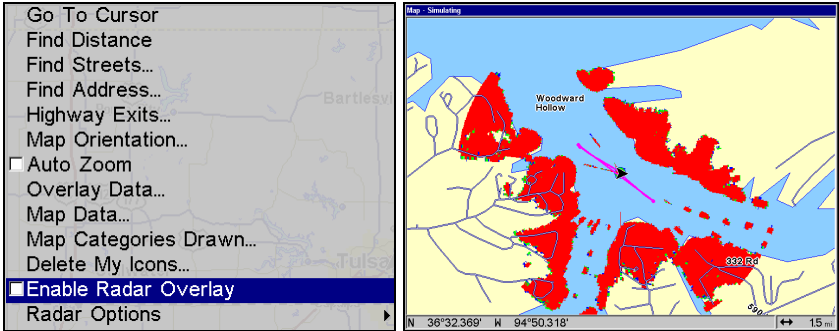 Go To Cursor
Find Distance
Find Streets...
Find Address...
Highway Exits...
Map Orientation...
Auto Zoom
Overlay Data...
Map Data...
Map Categories Drawn...
Delete My Icons...
Enable Radar Overlay
Radar Options
Bartlesvi
Tulsa
Map - Simulating
Woodward
Hollow
332 Rd
590
N 36°32.369' W 94°50.318' 1.5 mi